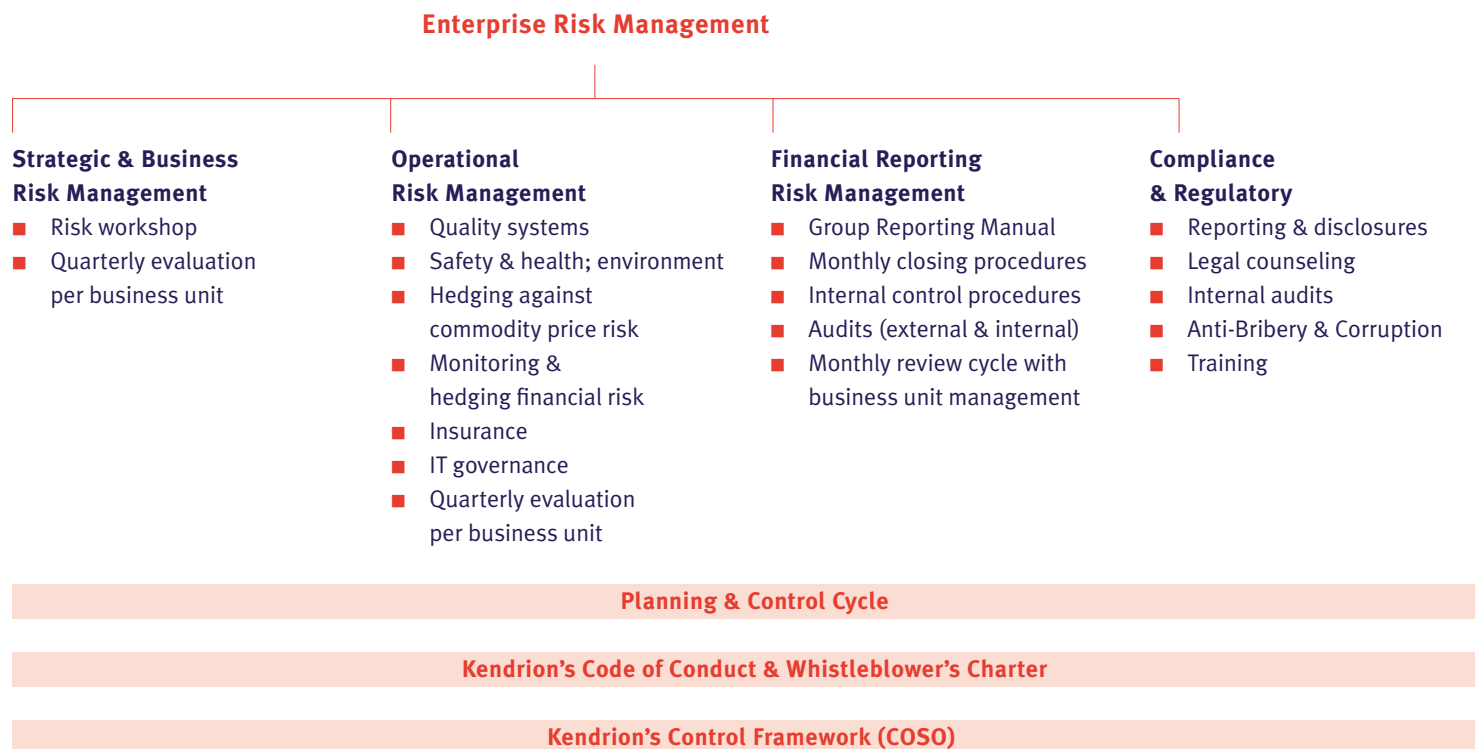 Enterprise Risk Management
Strategic & Business
Risk Management
Risk workshop
Quarterly evaluation
per business unit
Operational
Risk Management
Quality systems
Safety & health; environment
Hedging against
commodity price risk
Monitoring &
hedging financial risk
Insurance
IT governance
Quarterly evaluation
per business unit
Financial Reporting
Risk Management
Group Reporting Manual
Monthly closing procedures
Internal control procedures
Audits (external & internal)
Monthly review cycle with
business unit management
Compliance
& Regulatory
Reporting & disclosures
Legal counseling
Internal audits
Anti-Bribery & Corruption
Training
Planning & Control Cycle
Kendrion’s Code of Conduct & Whistleblower’s Charter
Kendrion’s Control Framework (COSO)